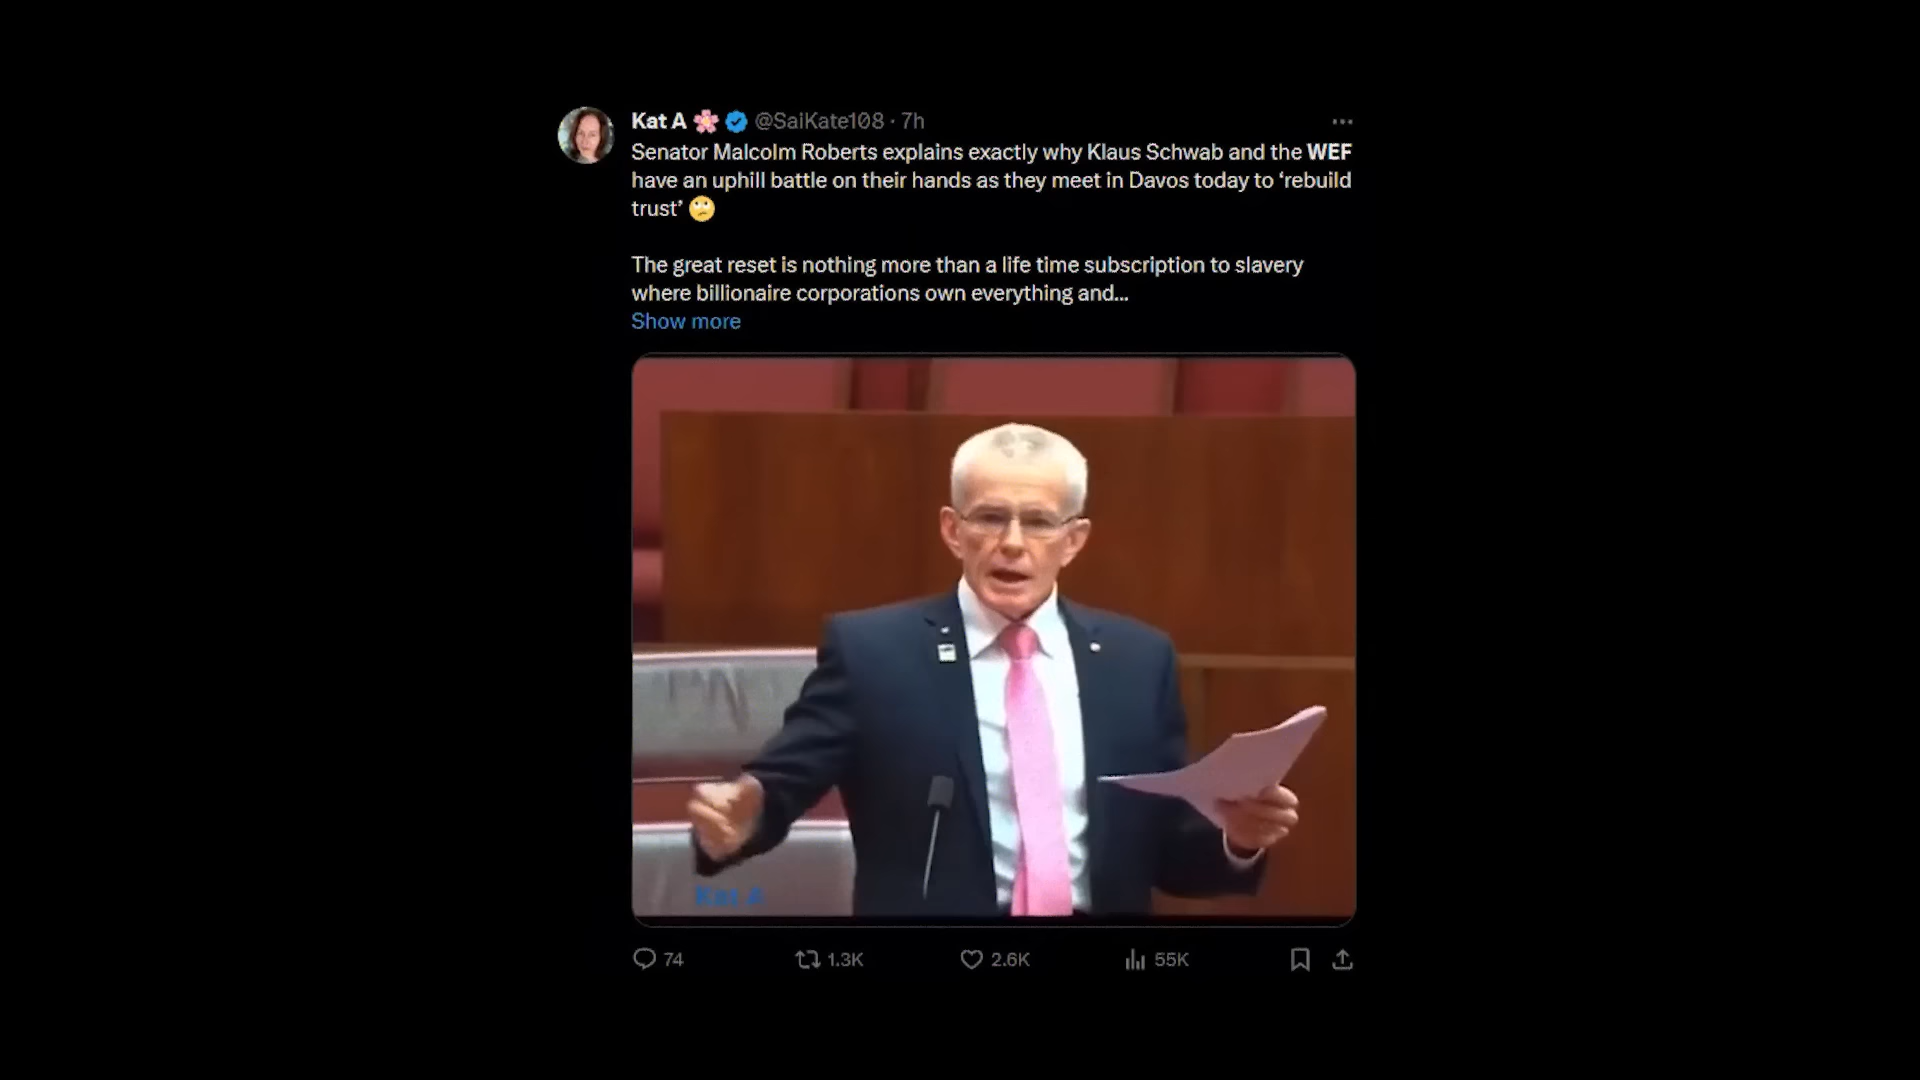 Kat A 🌸 @SaiKate108 · 7h
Senator Malcolm Roberts explains exactly why Klaus Schwab and the WEF
have an uphill battle on their hands as they meet in Davos today to ‘rebuild
trust’ 🙄
The great reset is nothing more than a life time subscription to slavery
where billionaire corporations own everything and...
Show more
Kat A
74 1.3K 2.6K 55K